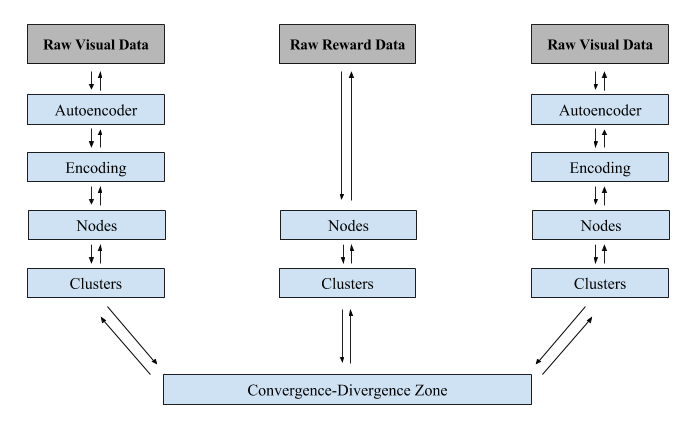 Raw Visual Data
Raw Reward Data
Raw Visual Data
Autoencoder
Autoencoder
Encoding
Encoding
Nodes
Nodes
Nodes
Clusters
Clusters
Clusters
Convergence-Divergence Zone